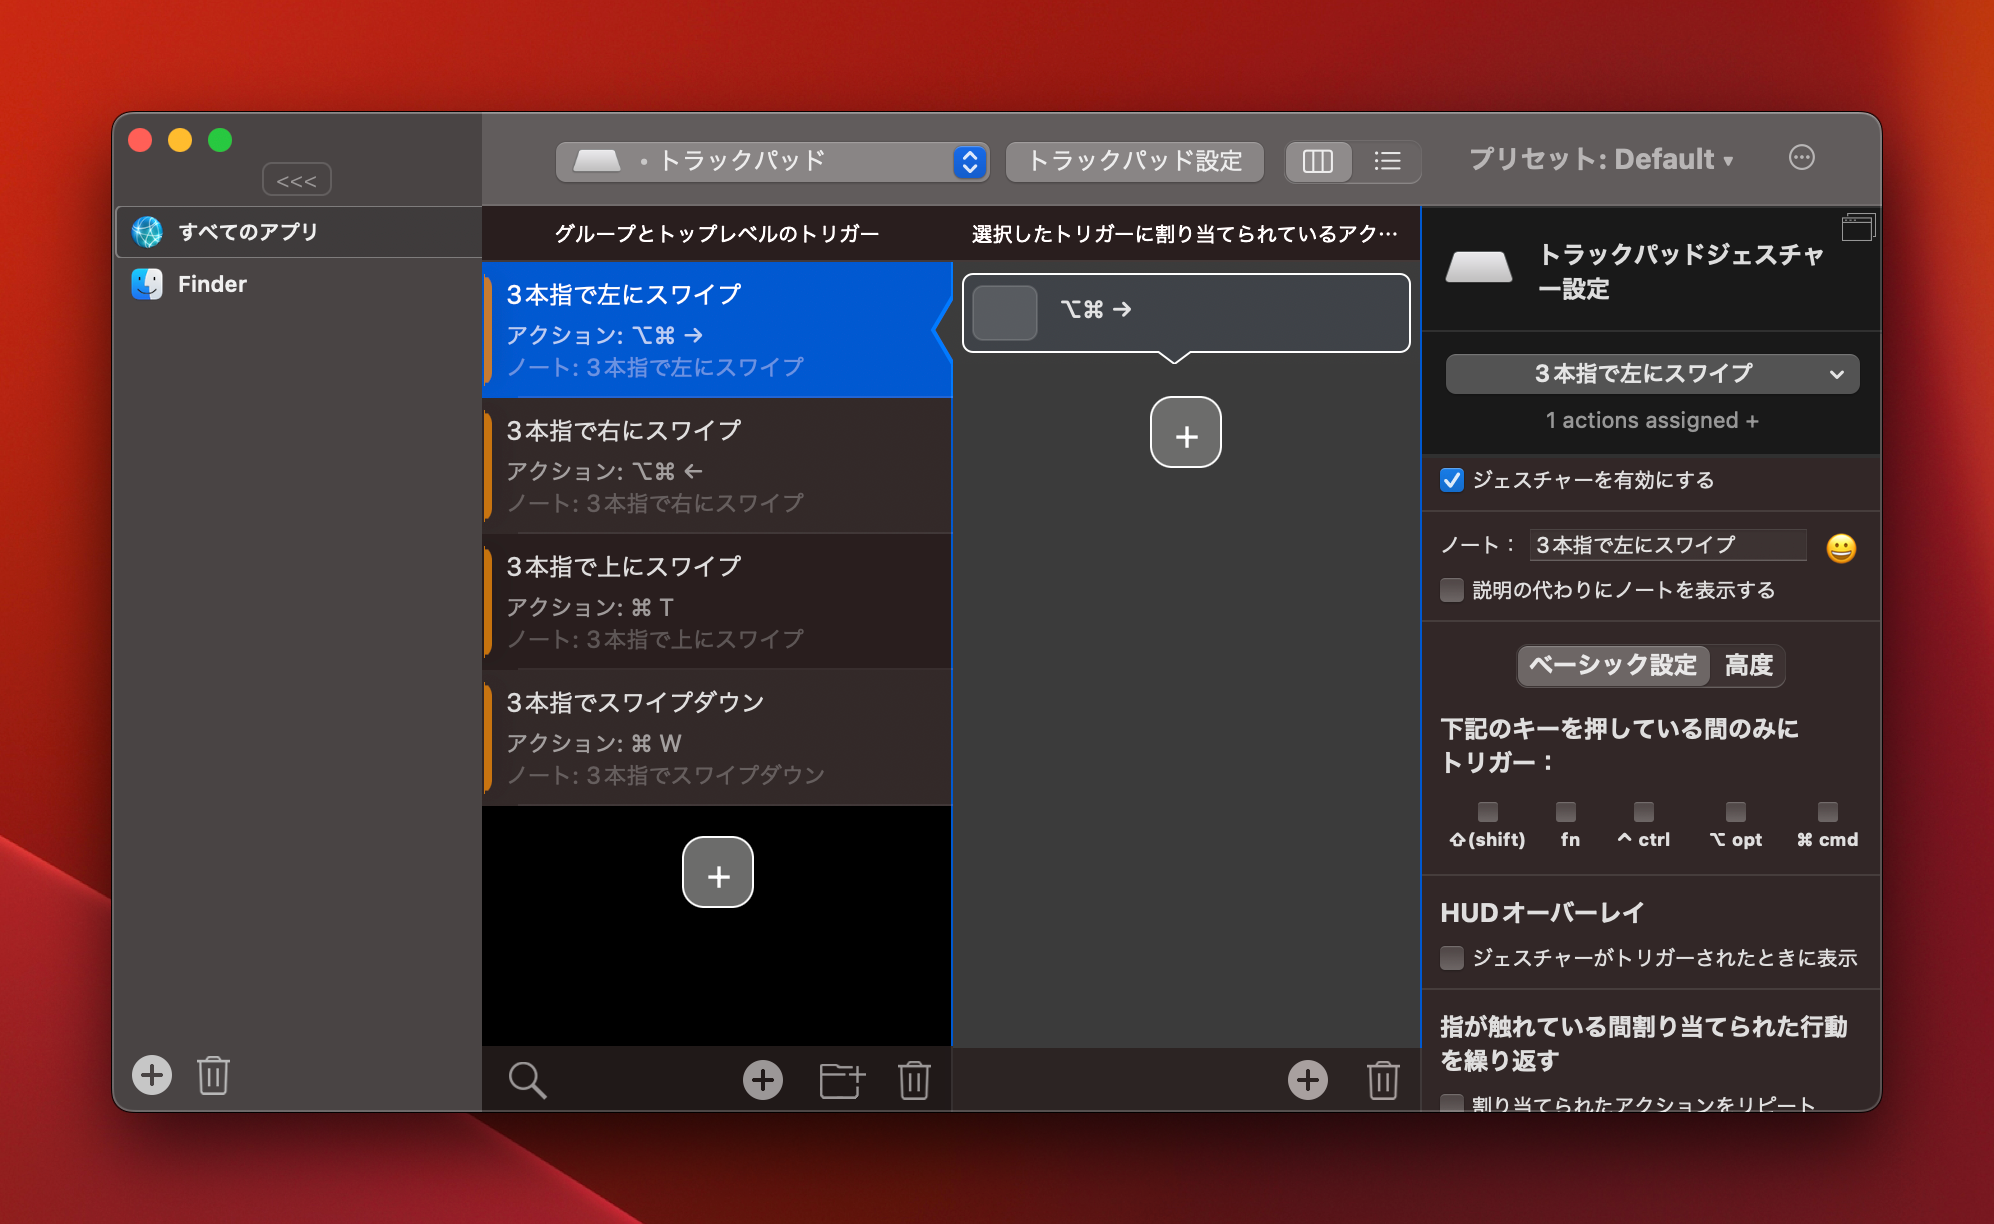 <<<
すべてのアプリ
Finder
• トラックパッド
トラックパッド設定
プリセット: Default ▾
グループとトップレベルのトリガー
3本指で左にスワイプ
アクション: ⌥⌘ →
ノート: 3本指で左にスワイプ
3本指で右にスワイプ
アクション: ⌥⌘ ←
ノート: 3本指で右にスワイプ
3本指で上にスワイプ
アクション: ⌘ T
ノート: 3本指で上にスワイプ
3本指でスワイプダウン
アクション: ⌘ W
ノート: 3本指でスワイプダウン
+
選択したトリガーに割り当てられているアク…
⌥⌘ →
+
トラックパッドジェスチャ
ー設定
3本指で左にスワイプ
1 actions assigned +
ジェスチャーを有効にする
ノート： 3本指で左にスワイプ
説明の代わりにノートを表示する
ベーシック設定 高度
下記のキーを押している間のみに
トリガー：
⇧(shift) fn ^ ctrl ⌥ opt ⌘ cmd
HUDオーバーレイ
ジェスチャーがトリガーされたときに表示
指が触れている間割り当てられた行動
を繰り返す
割り当てられたアクションをリピート